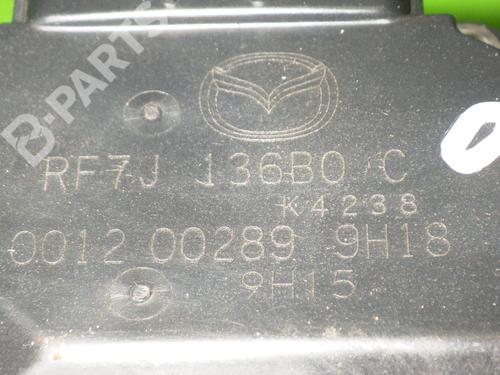 B-PARTS
RF7J 136B0 C
K4238
0012 00289 9H18
9H15